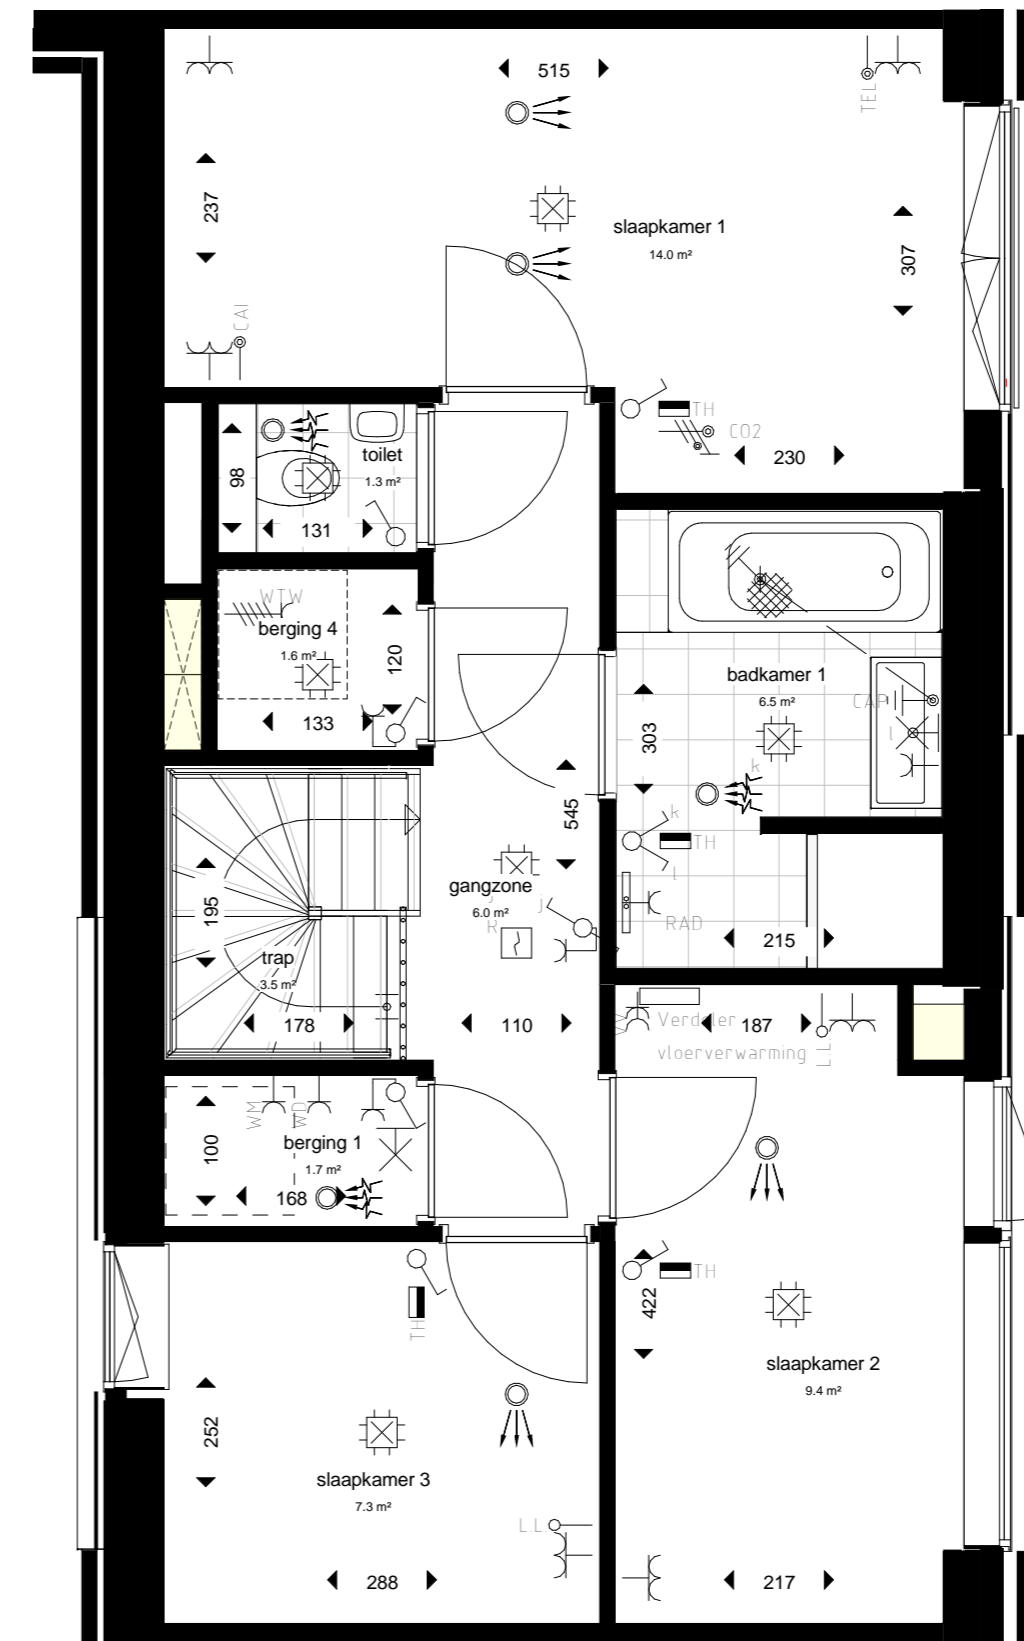 515
TEL
237
slaapkamer 1
14.0 m²
307
CAI
TH
CO2
230
toilet
1.3 m²
98
131
WTW
berging 4
1.6 m²
120
133
badkamer 1
6.5 m²
CAP
l
303
k
k
TH
l
545
gangzone
6.0 m²
j
R
195
RAD
215
trap
3.5 m²
178
110
Verdeler
187
vloerverwarming
L.L.
WM
WD
100
berging 1
1.7 m²
168
TH
422
TH
slaapkamer 2
9.4 m²
252
slaapkamer 3
7.3 m²
L.L.
288
217